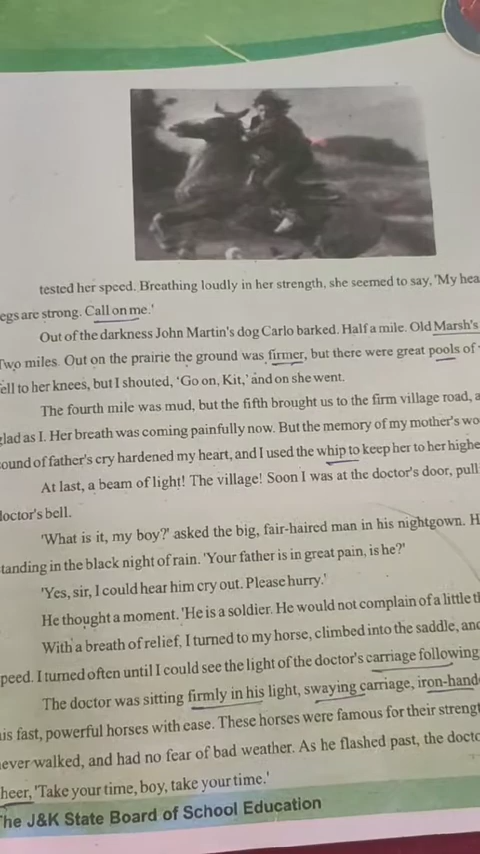 tested her speed. Breathing loudly in her strength, she seemed to say, 'My
egs are strong. Call on me.'
Out of the darkness John Martin's dog Carlo barked. Half a mile. Old Marsh's
Two miles. Out on the prairie the ground was firmer, but there were great pools of
ell to her knees, but I shouted, 'Go on, Kit,' and on she went.
The fourth mile was mud, but the fifth brought us to the firm village road,
glad as I. Her breath was coming painfully now. But the memory of my mother's
ound of father's cry hardened my heart, and I used the whip to keep her to her
At last, a beam of light! The village! Soon I was at the doctor's door,
doctor's bell.
'What is it, my boy?' asked the big, fair-haired man in his nightgown.
tanding in the black night of rain. 'Your father is in great pain, is he?'
'Yes, sir, I could hear him cry out. Please hurry.'
He thought a moment. 'He is a soldier. He would not complain of a little
With a breath of relief, I turned to my horse, climbed into the saddle, and
peed. I turned often until I could see the light of the doctor's carriage following
The doctor was sitting firmly in his light, swaying carriage,
his fast, powerful horses with ease. These horses were famous for their
never walked, and had no fear of bad weather. As he flashed past, the
heer, 'Take your time, boy, take your time.'
The J&K State Board of School Education